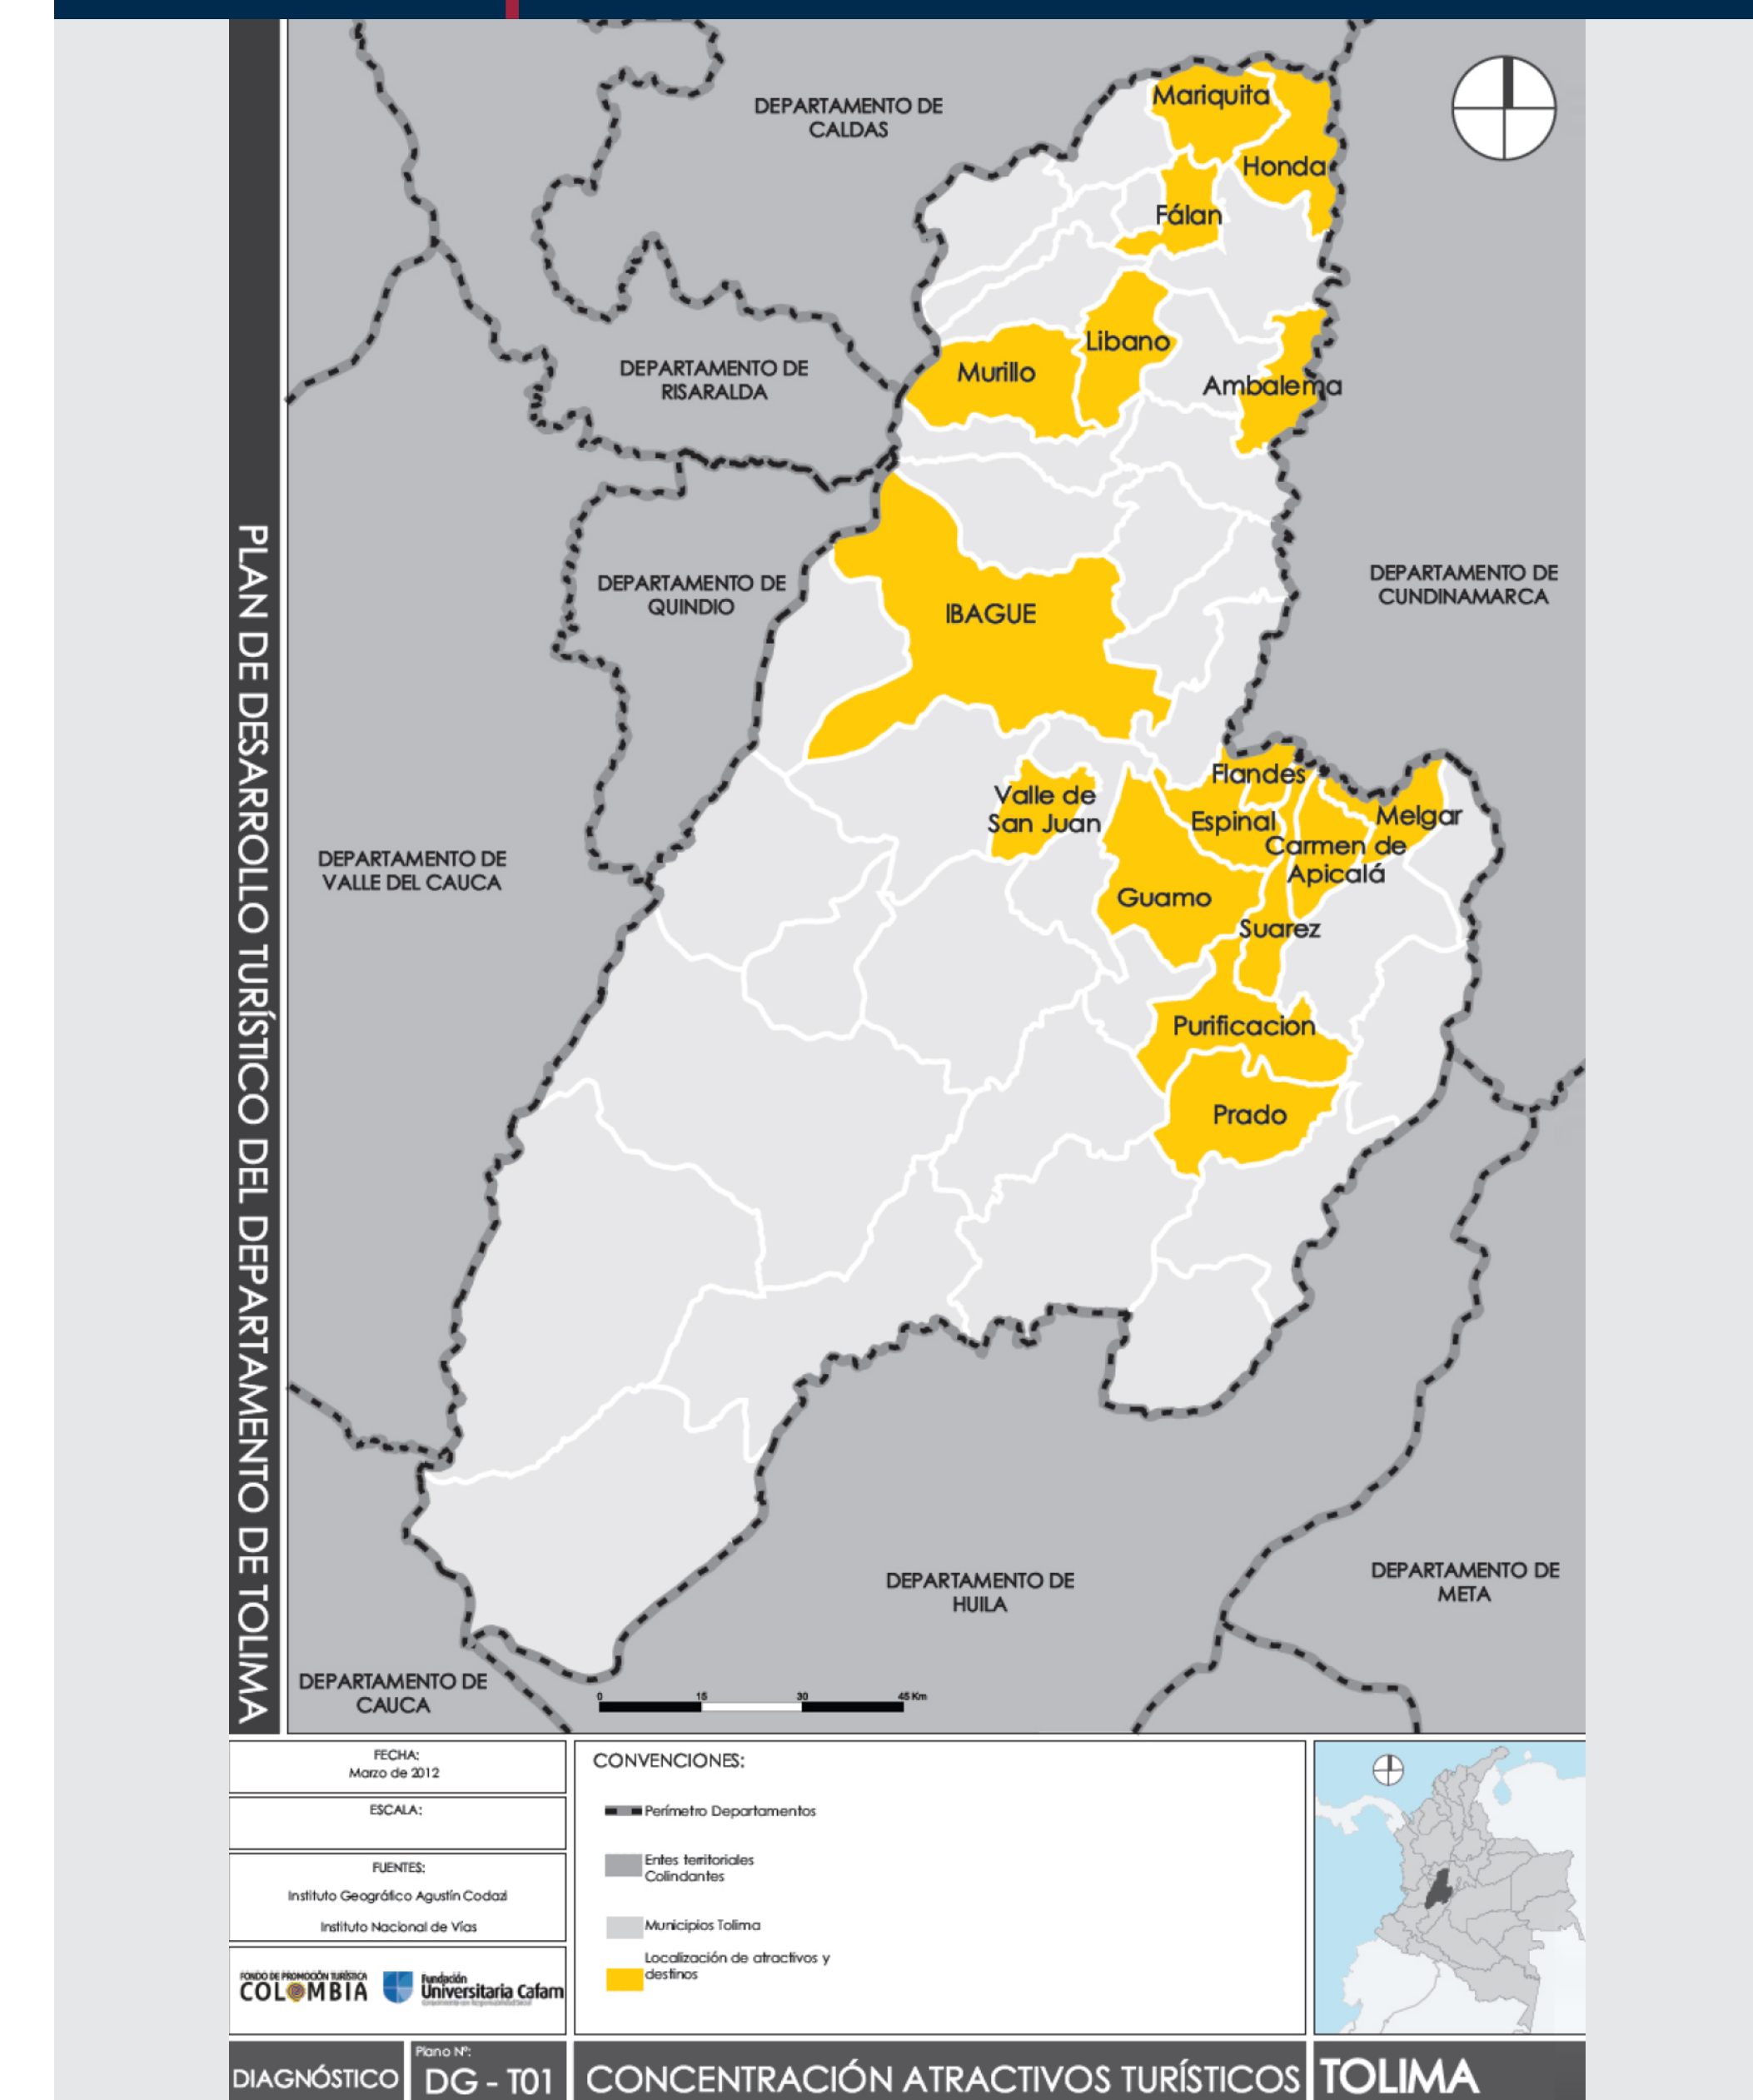 PLAN DE DESARROLLO TURÍSTICO DEL DEPARTAMENTO DE TOLIMA
DEPARTAMENTO DE
CALDAS
Mariquita
Honda
Fálan
Libano
Murillo
Ambalema
DEPARTAMENTO DE
RISARALDA
DEPARTAMENTO DE
QUINDIO
IBAGUE
DEPARTAMENTO DE
CUNDINAMARCA
Flandes
Valle de
San Juan
Espinal
Melgar
Carmen de
Apicalá
DEPARTAMENTO DE
VALLE DEL CAUCA
Guamo
Suarez
Purificacion
Prado
DEPARTAMENTO DE
HUILA
DEPARTAMENTO DE
META
DEPARTAMENTO DE
CAUCA
0 15 30 45 Km
FECHA:
Marzo de 2012
ESCALA:
FUENTES:
Instituto Geográfico Agustín Codazi
Instituto Nacional de Vías
FONDO DE PROMOCIÓN TURÍSTICA
COLOMBIA
Fundación
Universitaria Cafam
CONVENCIONES:
Perímetro Departamentos
Entes territoriales
Colindantes
Municipios Tolima
Localización de atractivos y
destinos
DIAGNÓSTICO
Plano Nº:
DG - T01
CONCENTRACIÓN ATRACTIVOS TURÍSTICOS
TOLIMA